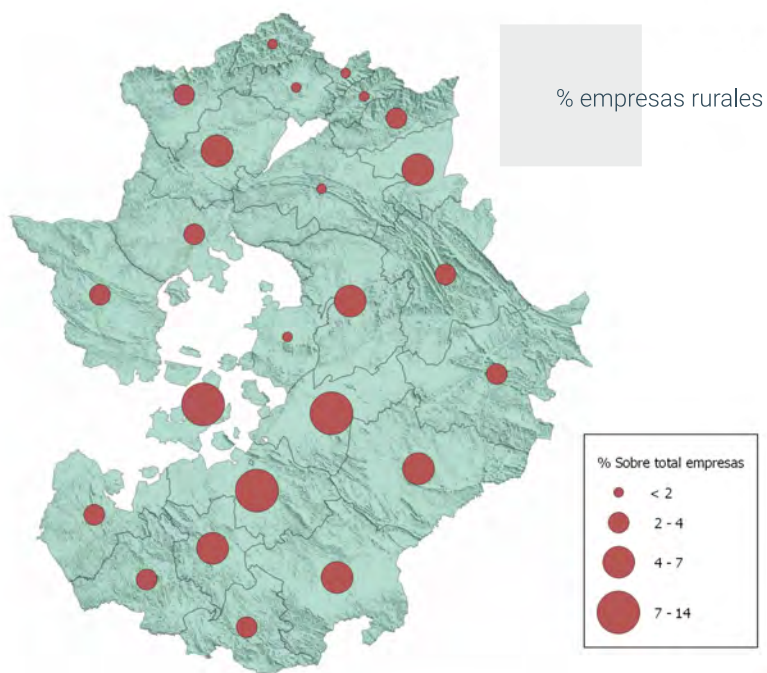 % empresas rurales
% Sobre total empresas
< 2
2 - 4
4 - 7
7 - 14